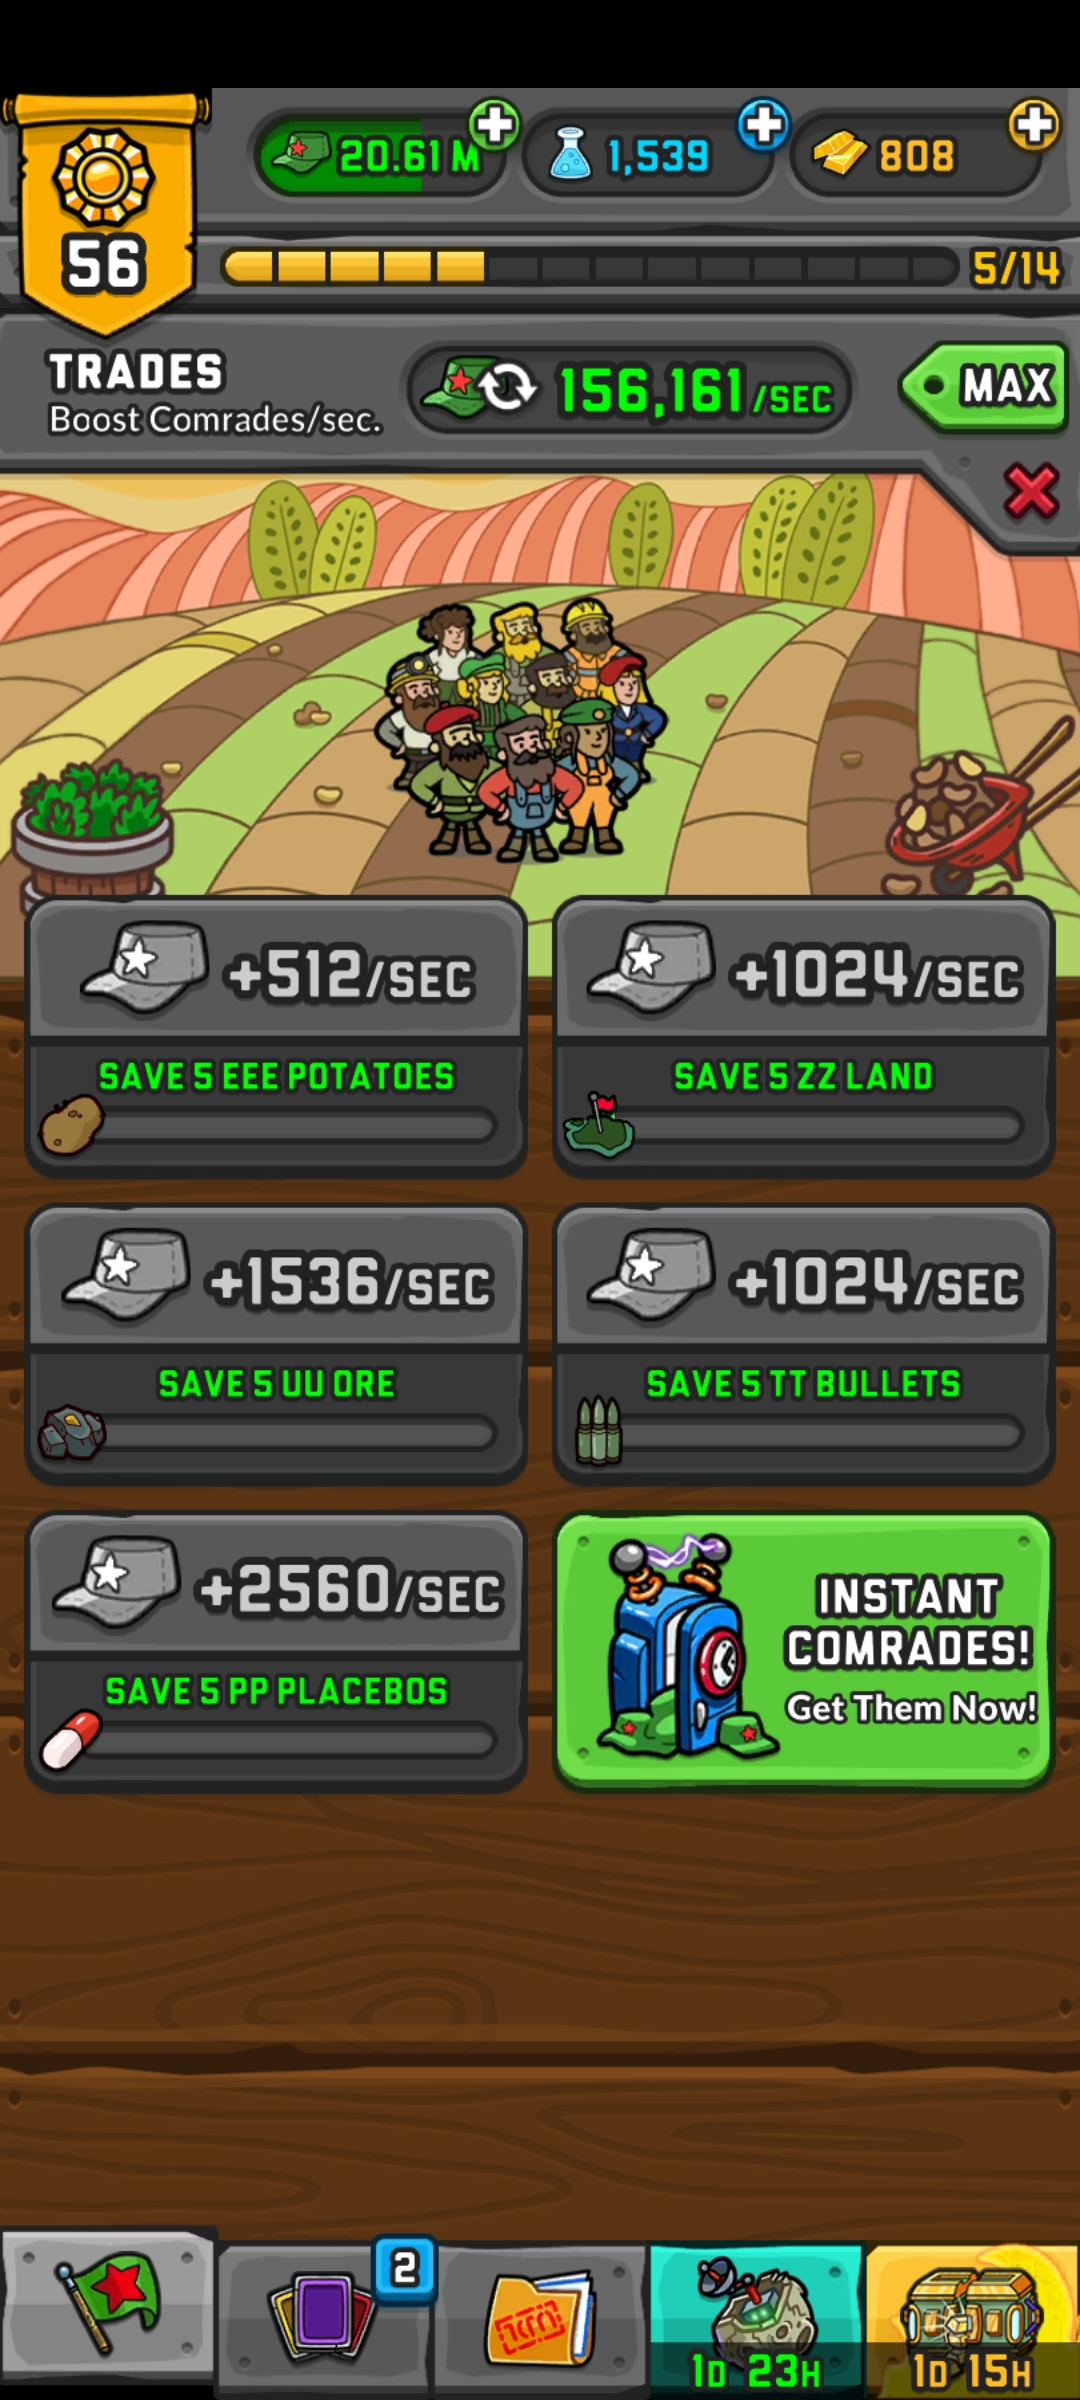 20.61 M
1,539
808
56
5/14
TRADES
Boost Comrades/sec.
156,161/SEC
MAX
+512/SEC
SAVE 5 EEE POTATOES
+1024/SEC
SAVE 5 ZZ LAND
+1536/SEC
SAVE 5 UU ORE
+1024/SEC
SAVE 5 TT BULLETS
+2560/SEC
SAVE 5 PP PLACEBOS
INSTANT
COMRADES!
Get Them Now!
2
1D 23H
1D 15H